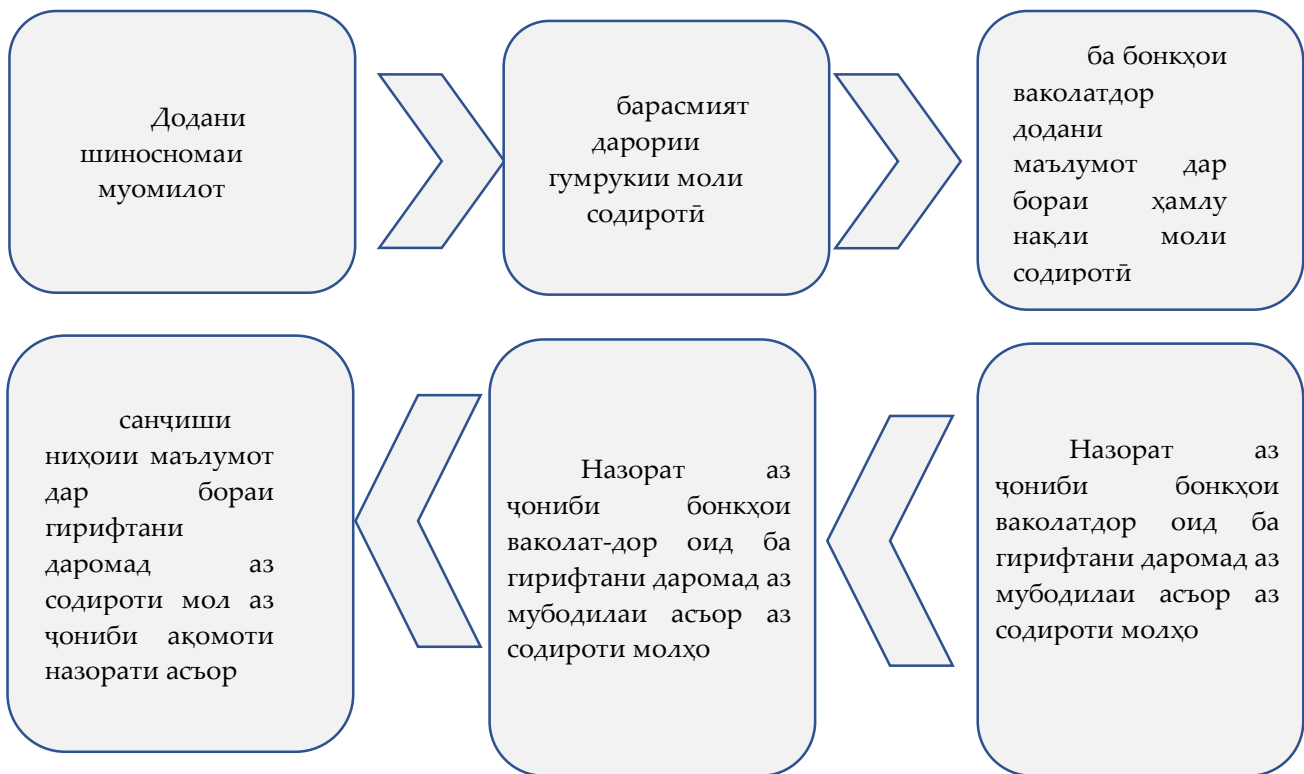 Додани
шиносномаи
муомилот
барасмият
дарории
гумрукии моли
содиротӣ
ба бонкҳои
ваколатдор
додани
маълумот дар
бораи ҳамлу
нақли моли
содиротӣ
санҷиши
ниҳоии маълумот
дар бораи
гирифтани
даромад аз
содироти мол аз
ҷониби ақомоти
назорати асъор
Назорат аз
ҷониби бонкҳои
ваколат-дор оид ба
гирифтани даромад аз
мубодилаи асъор аз
содироти молҳо
Назорат аз
ҷониби бонкҳои
ваколатдор оид ба
гирифтани даромад аз
мубодилаи асъор аз
содироти молҳо